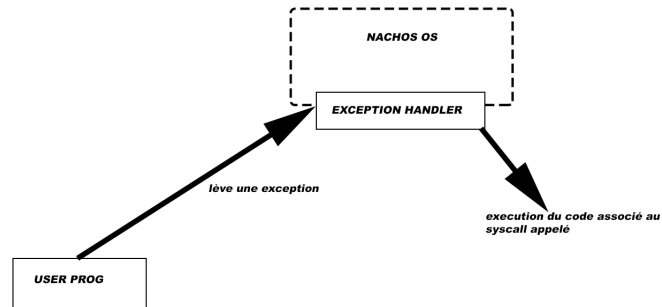 NACHOS OS
EXCEPTION HANDLER
lève une exception
execution du code associé au
syscall appelé
USER PROG